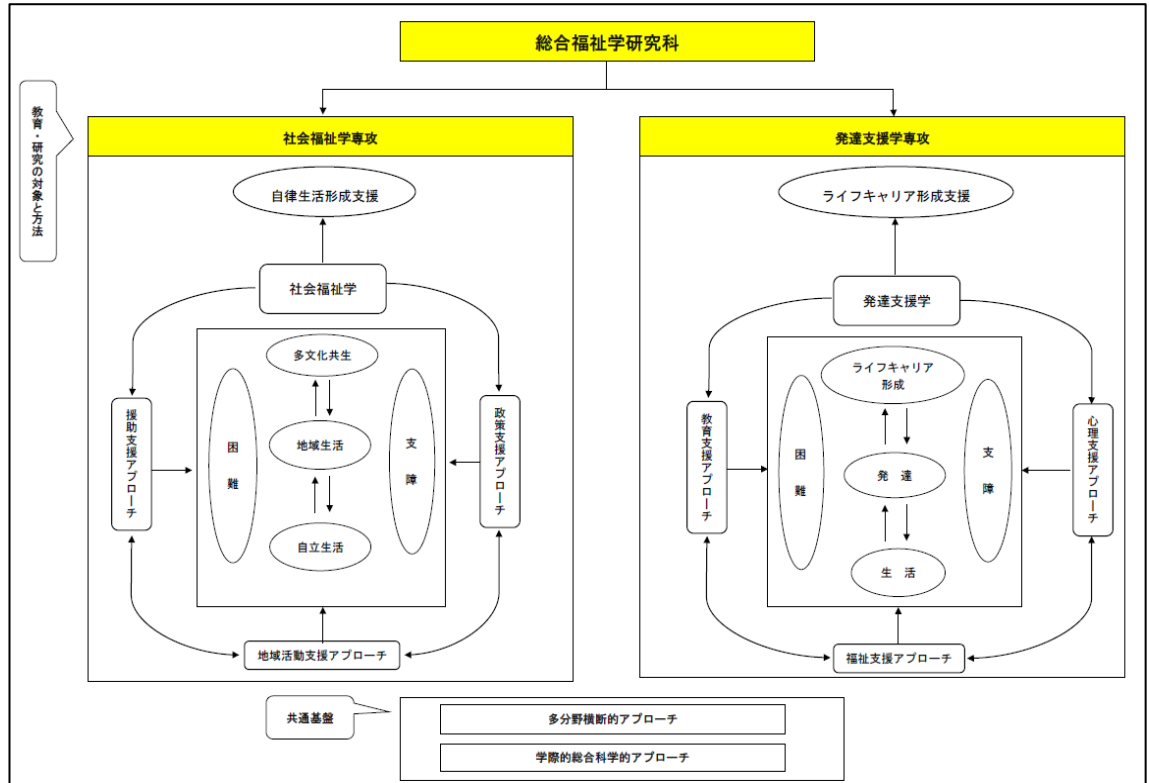 総合福祉学研究科
教育・研究の対象と方法
社会福祉学専攻
自律生活形成支援
社会福祉学
多文化共生
地域生活
自立生活
困難
支障
援助支援アプローチ
政策支援アプローチ
地域活動支援アプローチ
発達支援学専攻
ライフキャリア形成支援
発達支援学
ライフキャリア
形成
発　達
生　活
困難
支障
教育支援アプローチ
心理支援アプローチ
福祉支援アプローチ
共通基盤
多分野横断的アプローチ
学際的総合科学的アプローチ